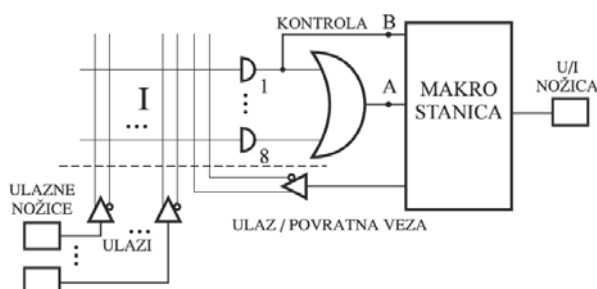 KONTROLA B
I
1
A
MAKRO
STANICA
U/I
NOŽICA
...
8
ULAZNE
NOŽICE
...
ULAZI
ULAZ / POVRATNA VEZA